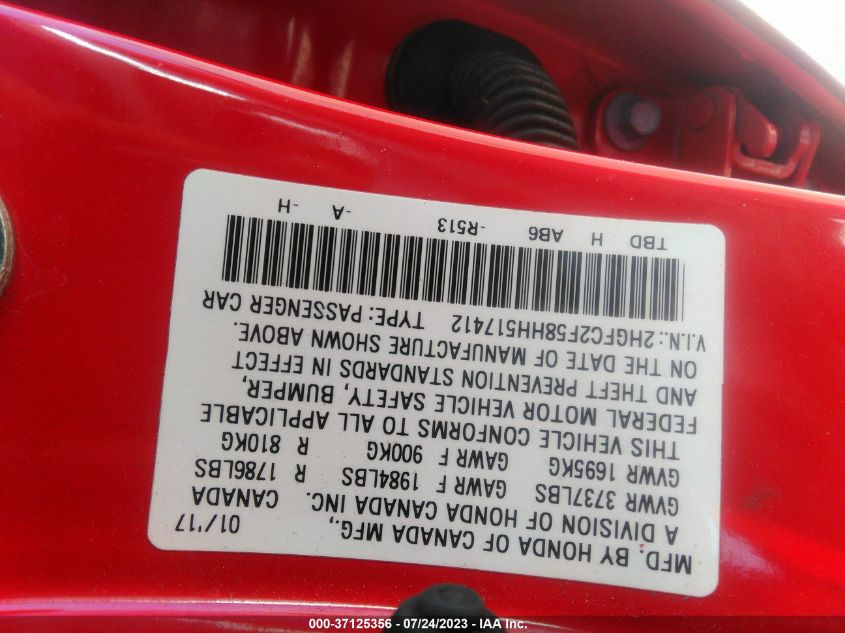 MFD. BY HONDA OF CANADA MFG.,
A DIVISION OF HONDA CANADA INC. 01/'17
GVWR 3737LBS GAWR F 1984LBS R 1786LBS CANADA
GVWR 1695KG GAWR F 900KG R 810KG
THIS VEHICLE CONFORMS TO ALL APPLICABLE
FEDERAL MOTOR VEHICLE SAFETY, BUMPER,
AND THEFT PREVENTION STANDARDS IN EFFECT
ON THE DATE OF MANUFACTURE SHOWN ABOVE.
V.I.N.: 2HGFC2F58HH517412 TYPE: PASSENGER CAR
TBD H AB6 -R513 -A -H
000-37125356 / 07/24/2023 - IAA Inc.